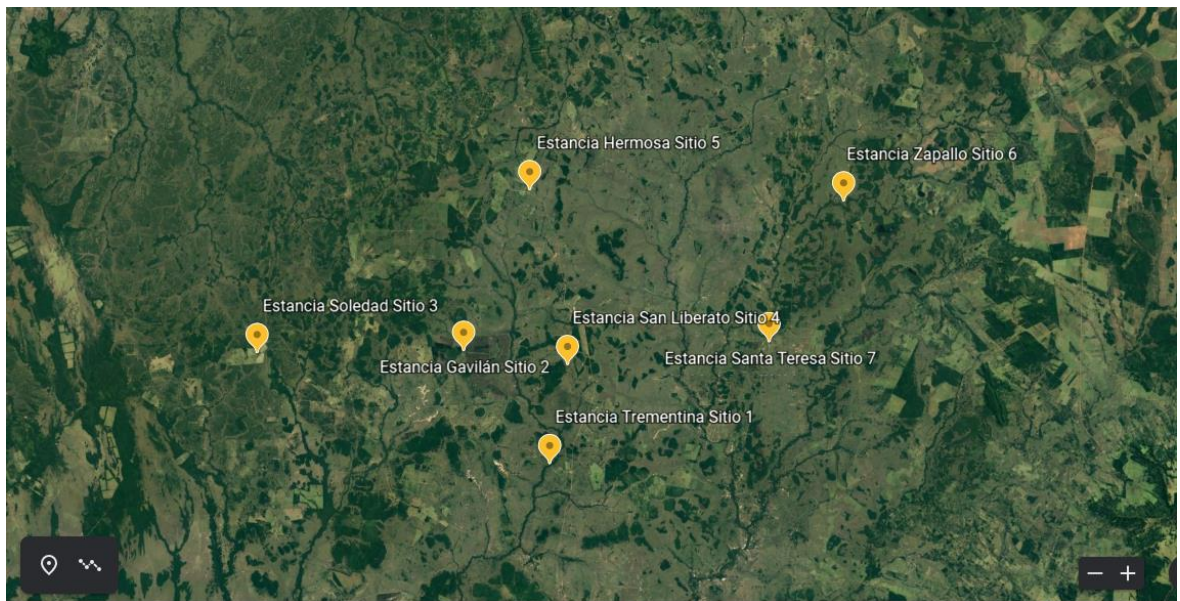 Estancia Hermosa Sitio 5
Estancia Zapallo Sitio 6
Estancia Soledad Sitio 3
Estancia San Liberato Sitio 4
Estancia Gavilán Sitio 2
Estancia Santa Teresa Sitio 7
Estancia Trementina Sitio 1